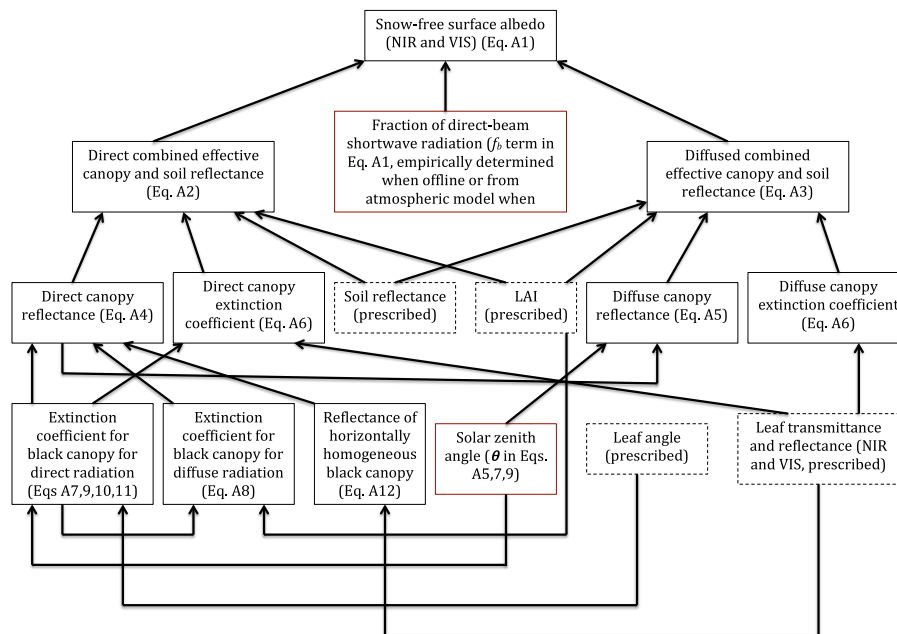 Snow-free surface albedo
(NIR and VIS) (Eq. A1)
Fraction of direct-beam
shortwave radiation (fb term in
Eq. A1, empirically determined
when offline or from
atmospheric model when
Direct combined effective
canopy and soil reflectance
(Eq. A2)
Diffused combined
effective canopy and soil
reflectance (Eq. A3)
Direct canopy
reflectance (Eq. A4)
Direct canopy
extinction
coefficient (Eq. A6)
Soil reflectance
(prescribed)
LAI
(prescribed)
Diffuse canopy
reflectance (Eq. A5)
Diffuse canopy
extinction coefficient
(Eq. A6)
Extinction
coefficient for
black canopy for
direct radiation
(Eqs A7,9,10,11)
Extinction
coefficient for
black canopy for
diffuse radiation
(Eq. A8)
Reflectance of
horizontally
homogeneous
black canopy
(Eq. A12)
Solar zenith
angle (θ in Eqs.
A5,7,9)
Leaf angle
(prescribed)
Leaf transmittance
and reflectance (NIR
and VIS, prescribed)